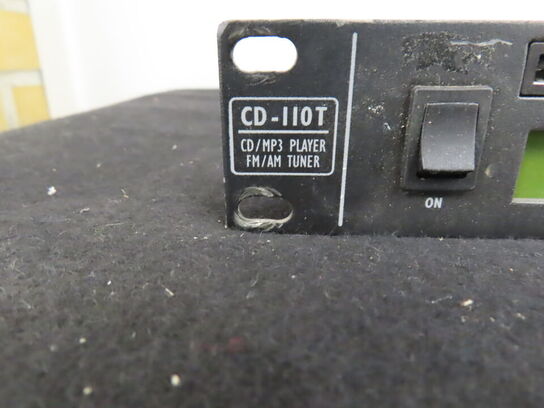 CD-110T
CD/MP3 PLAYER
FM/AM TUNER
ON